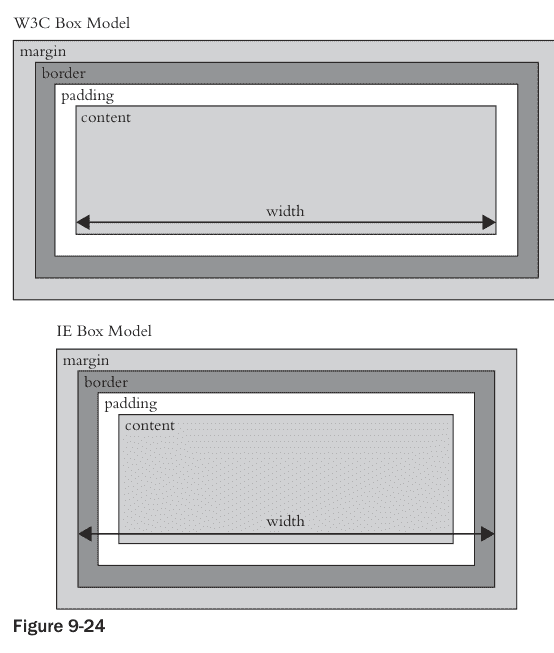 W3C Box Model
margin
border
padding
content
width
IE Box Model
margin
border
padding
content
width
Figure 9-24